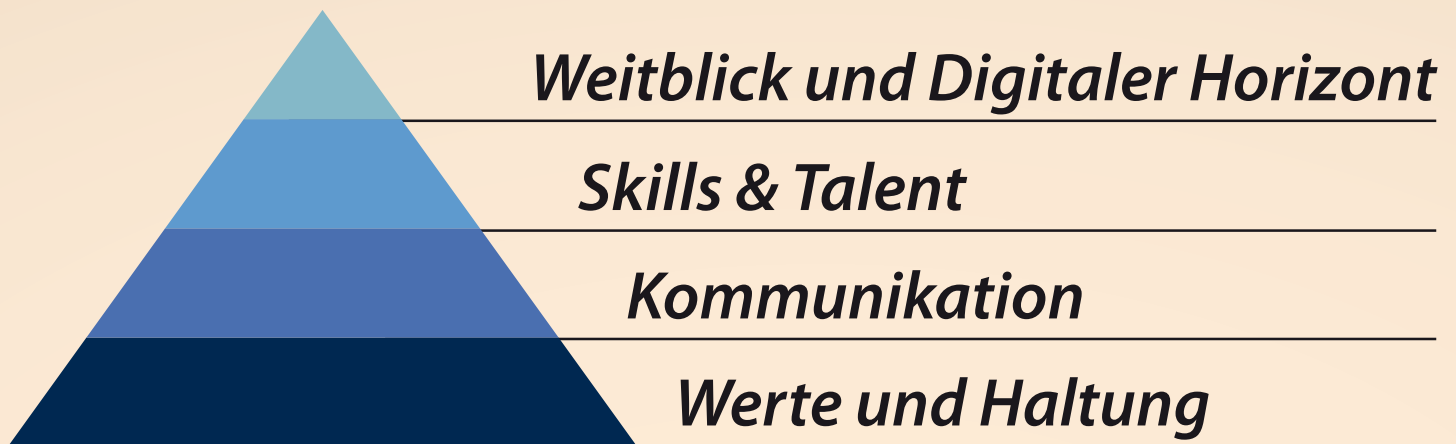 Weitblick und Digitaler Horizont
Skills & Talent
Kommunikation
Werte und Haltung